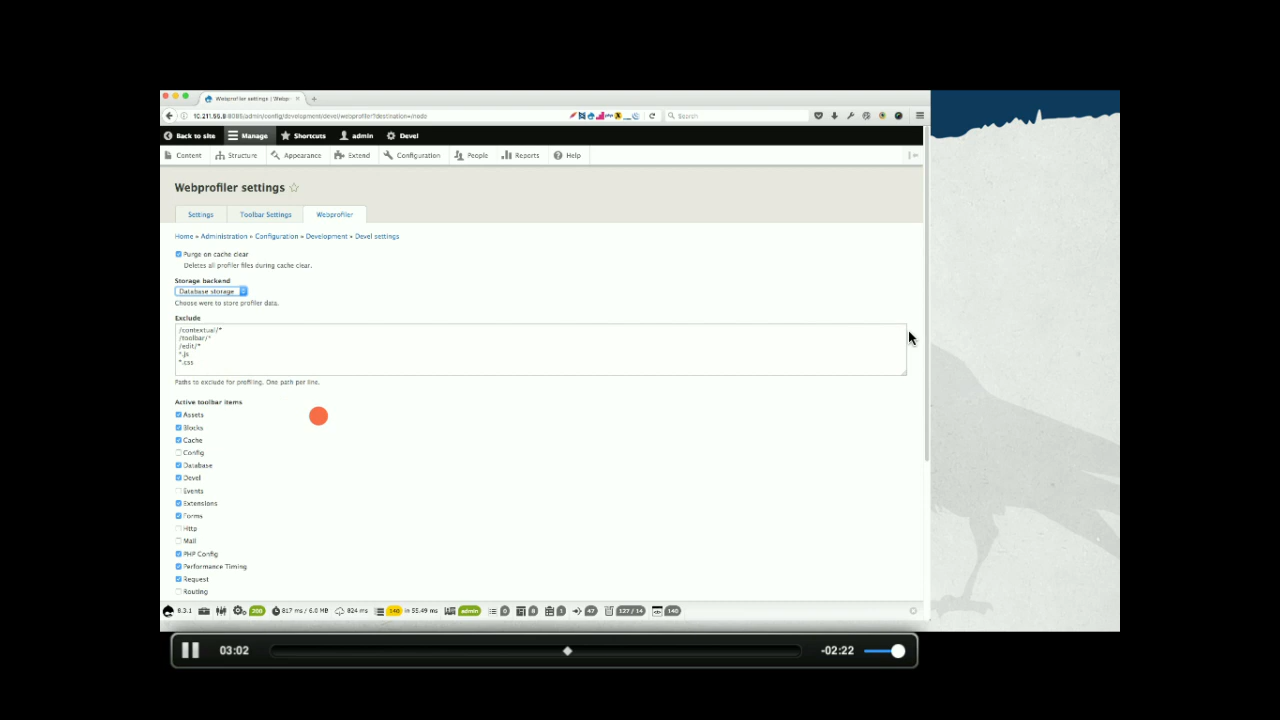 Webprofiler settings | Webp
10.211.55.8:8085/admin/config/development/devel/webprofiler?destination=/node
Search
Back to site Manage Shortcuts admin Devel
Content Structure Appearance Extend Configuration People Reports Help
Webprofiler settings
Settings Toolbar Settings Webprofiler
Home » Administration » Configuration » Development » Devel settings
Purge on cache clear
Deletes all profiler files during cache clear.
Storage backend
Database storage
Choose were to store profiler data.
Exclude
/contextual/*
/toolbar/*
/edit/*
*.js
*.css
Paths to exclude for profiling. One path per line.
Active toolbar items
Assets
Blocks
Cache
Config
Database
Devel
Events
Extensions
Forms
Http
Mail
PHP Config
Performance Timing
Request
Routing
8.3.1 200 817 ms / 6.0 MB 824 ms 140 in 55.49 ms admin 0 8 1 47 127 / 14 140
03:02 -02:22